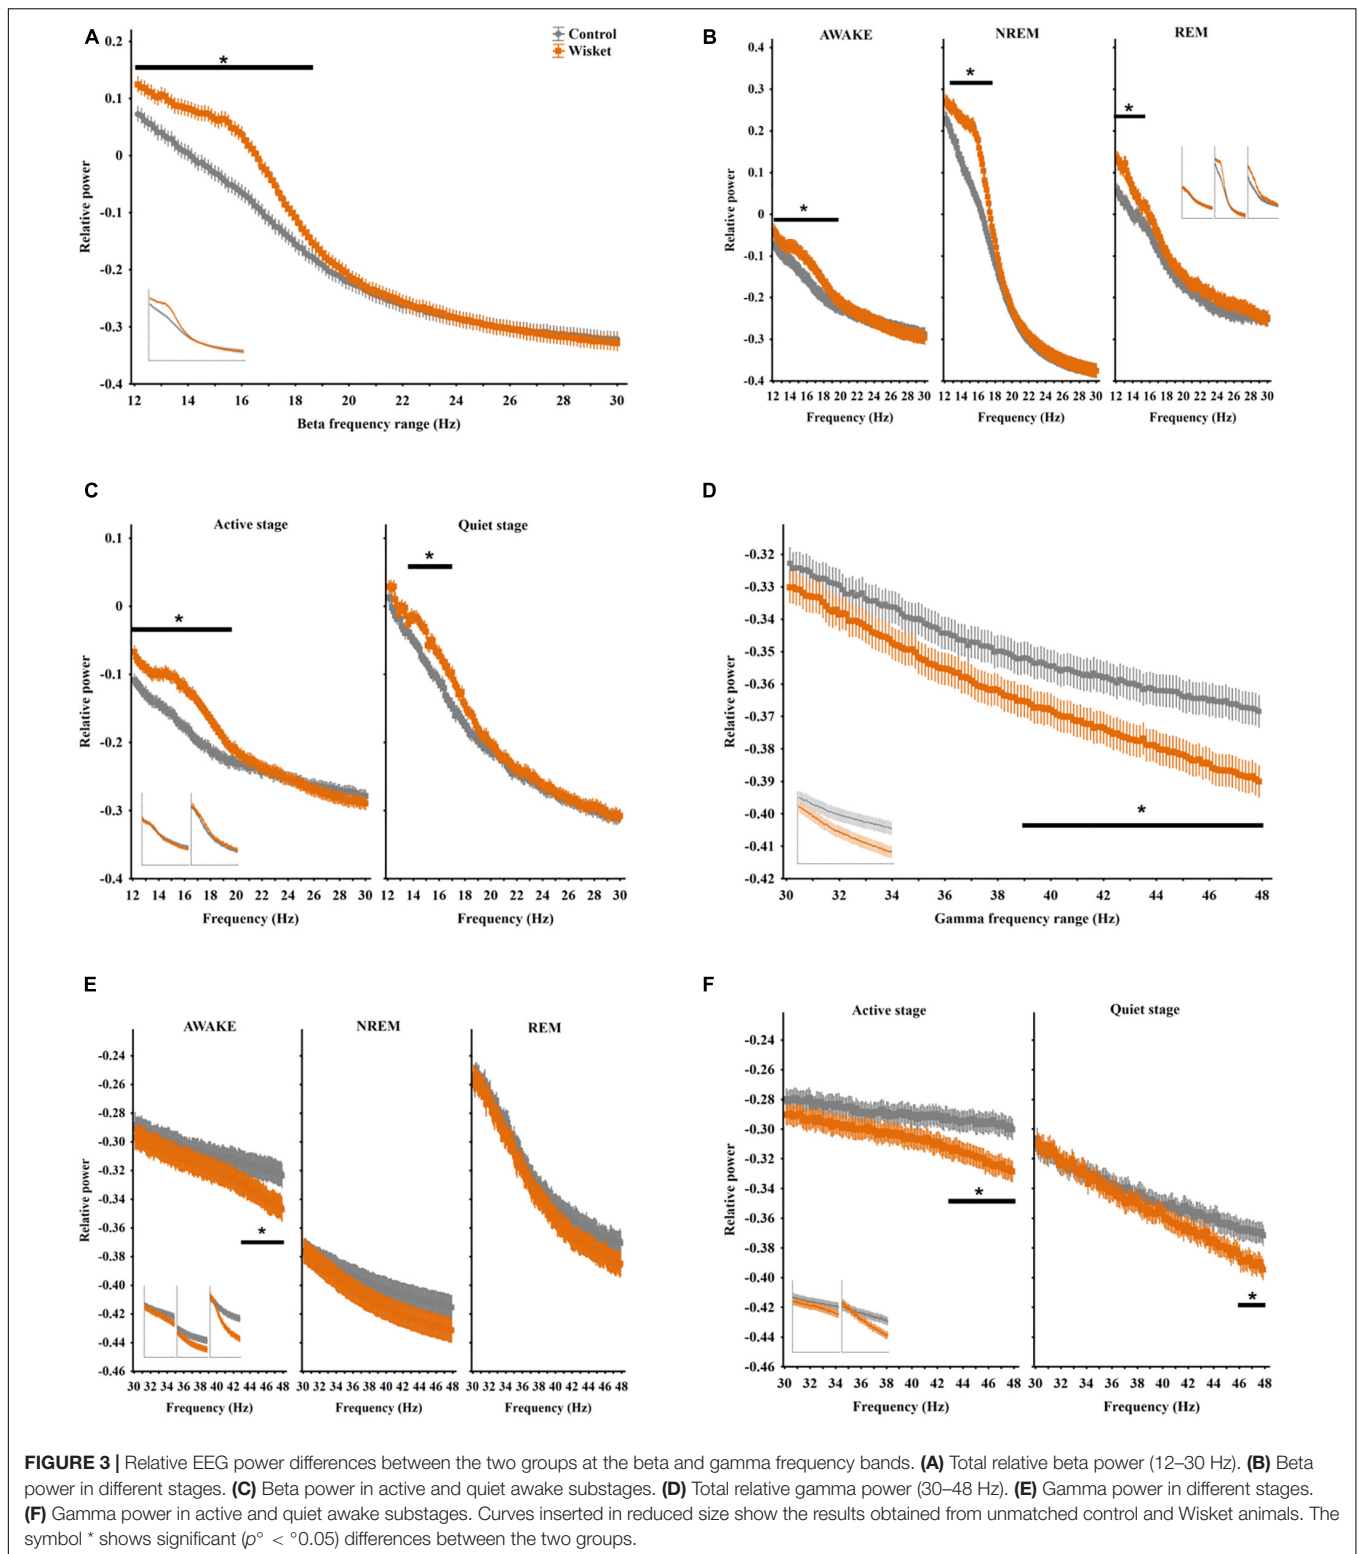 A
0.2
0.1
0
-0.1
-0.2
-0.3
-0.4
Relative power
*
Control
Wisket
12 14 16 18 20 22 24 26 28 30
Beta frequency range (Hz)
B
AWAKE NREM REM
0.4
0.3
0.2
0.1
0
-0.1
-0.2
-0.3
-0.4
Relative power
* * *
12 14 16 18 20 22 24 26 28 30 12 14 16 18 20 22 24 26 28 30 12 14 16 18 20 22 24 26 28 30
Frequency (Hz) Frequency (Hz) Frequency (Hz)
C
Active stage Quiet stage
0.1
0
-0.1
-0.2
-0.3
-0.4
Relative power
* *
12 14 16 18 20 22 24 26 28 30 12 14 16 18 20 22 24 26 28 30
Frequency (Hz) Frequency (Hz)
D
-0.32
-0.33
-0.34
-0.35
-0.36
-0.37
-0.38
-0.39
-0.40
-0.41
-0.42
Relative power
*
30 32 34 36 38 40 42 44 46 48
Gamma frequency range (Hz)
E
AWAKE NREM REM
-0.24
-0.26
-0.28
-0.30
-0.32
-0.34
-0.36
-0.38
-0.40
-0.42
-0.44
-0.46
Relative power
*
30 32 34 36 38 40 42 44 46 48 30 32 34 36 38 40 42 44 46 48 30 32 34 36 38 40 42 44 46 48
Frequency (Hz) Frequency (Hz) Frequency (Hz)
F
Active stage Quiet stage
-0.24
-0.26
-0.28
-0.30
-0.32
-0.34
-0.36
-0.38
-0.40
-0.42
-0.44
-0.46
Relative power
* *
30 32 34 36 38 40 42 44 46 48 30 32 34 36 38 40 42 44 46 48
Frequency (Hz) Frequency (Hz)
FIGURE 3 | Relative EEG power differences between the two groups at the beta and gamma frequency bands. (A) Total relative beta power (12–30 Hz). (B) Beta
power in different stages. (C) Beta power in active and quiet awake substages. (D) Total relative gamma power (30–48 Hz). (E) Gamma power in different stages.
(F) Gamma power in active and quiet awake substages. Curves inserted in reduced size show the results obtained from unmatched control and Wisket animals. The
symbol * shows significant (p° < °0.05) differences between the two groups.